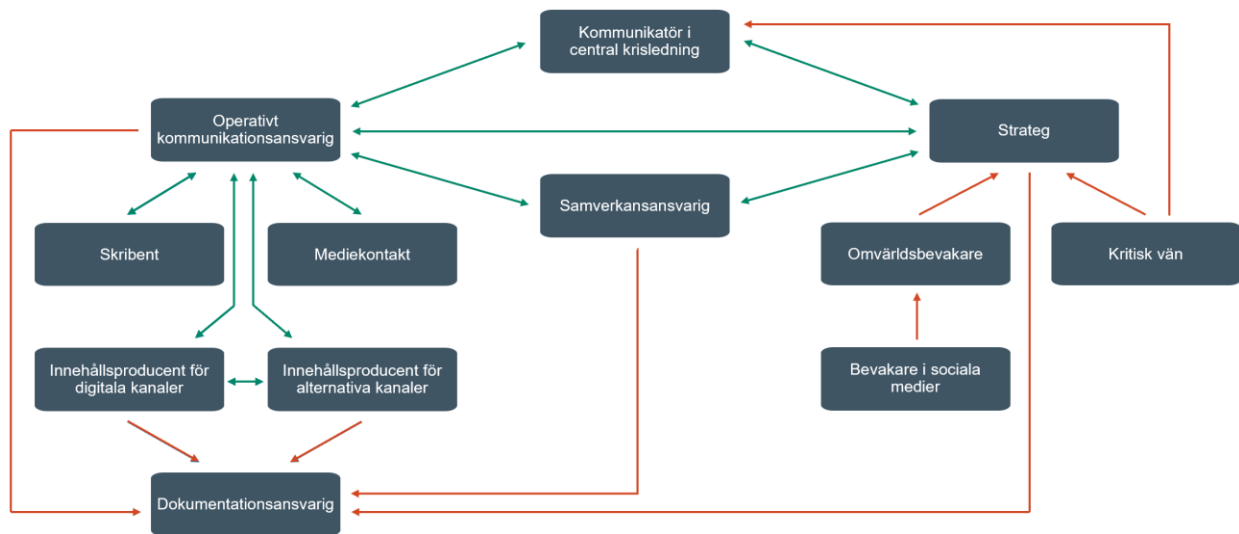 Kommunikatör i
central krisledning
Operativt
kommunikationsansvarig
Strateg
Samverkansansvarig
Skribent
Mediekontakt
Omvärldsbevakare
Kritisk vän
Innehållsproducent för
digitala kanaler
Innehållsproducent för
alternativa kanaler
Bevakare i sociala
medier
Dokumentationsansvarig